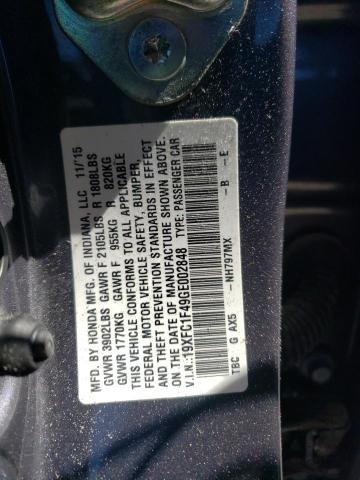 MFD. BY HONDA MFG. OF INDIANA, LLC 11/15
GVWR 3902LBS GAWR F 2105LBS R 1808LBS
GVWR 1770KG GAWR F 955KG R 820KG
THIS VEHICLE CONFORMS TO ALL APPLICABLE
FEDERAL MOTOR VEHICLE SAFETY, BUMPER,
AND THEFT PREVENTION STANDARDS IN EFFECT
ON THE DATE OF MANUFACTURE SHOWN ABOVE.
V.I.N.: 19XFC1F49GE002848 TYPE: PASSENGER CAR
TBC G AX5 -NH797MX -B -E